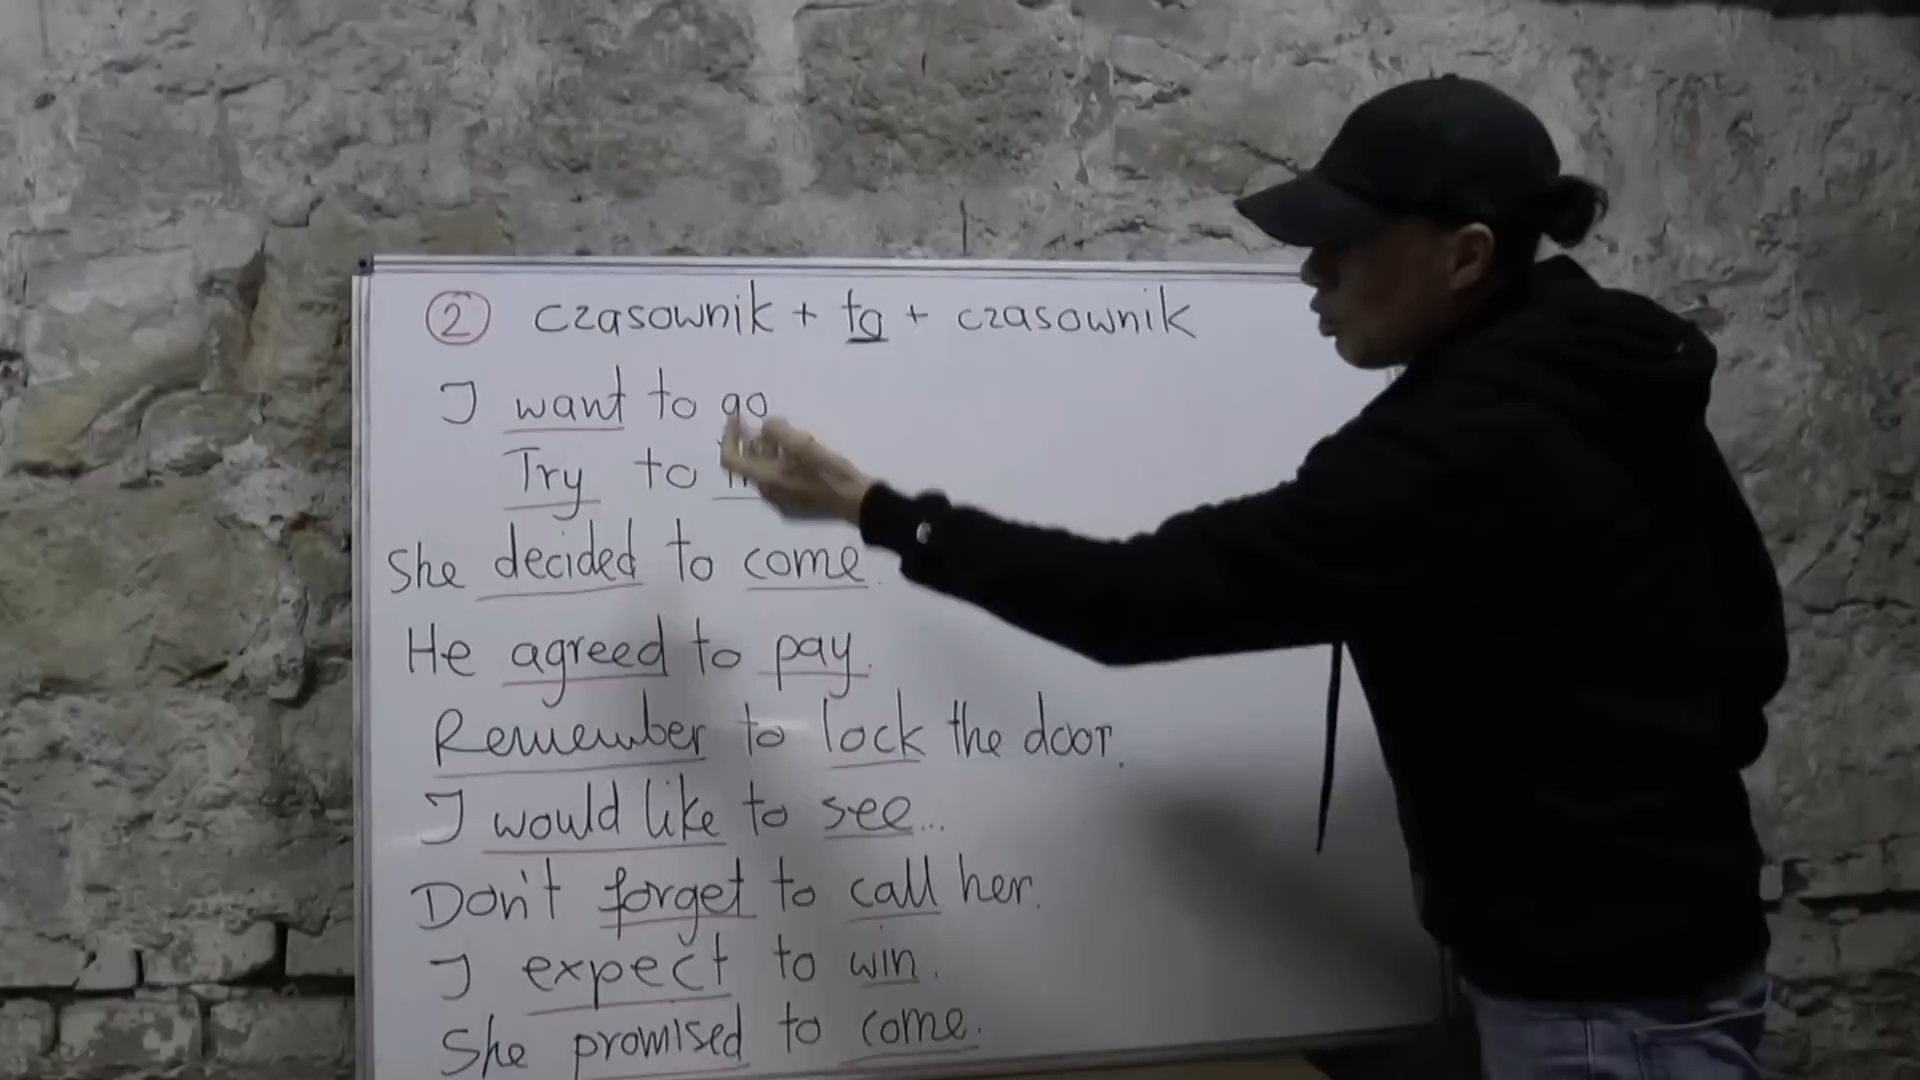 ② czasownik + to + czasownik
I want to go
Try to
She decided to come.
He agreed to pay.
Remember to lock the door.
I would like to see...
Don't forget to call her.
I expect to win.
She promised to come.